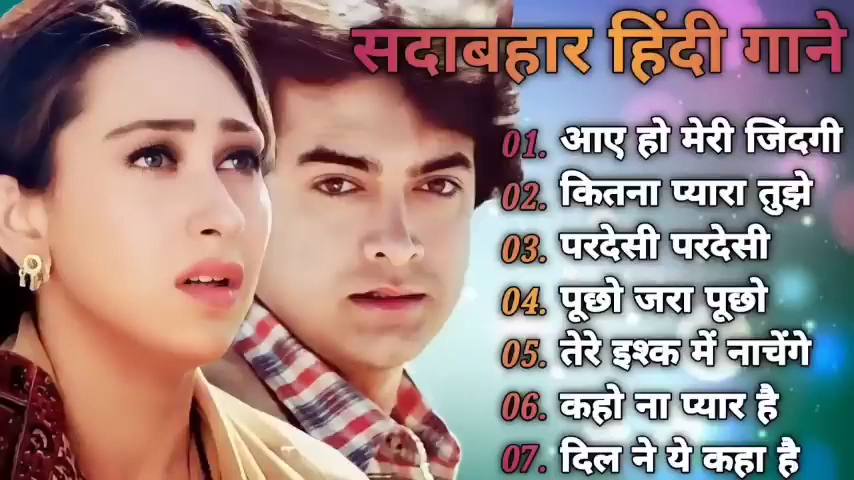 सदाबहार हिंदी गाने
01. आए हो मेरी जिंदगी
02. कितना प्यारा तुझे
03. परदेसी परदेसी
04. पूछो जरा पूछो
05. तेरे इश्क में नाचेंगे
06. कहो ना प्यार है
07. दिल ने ये कहा है